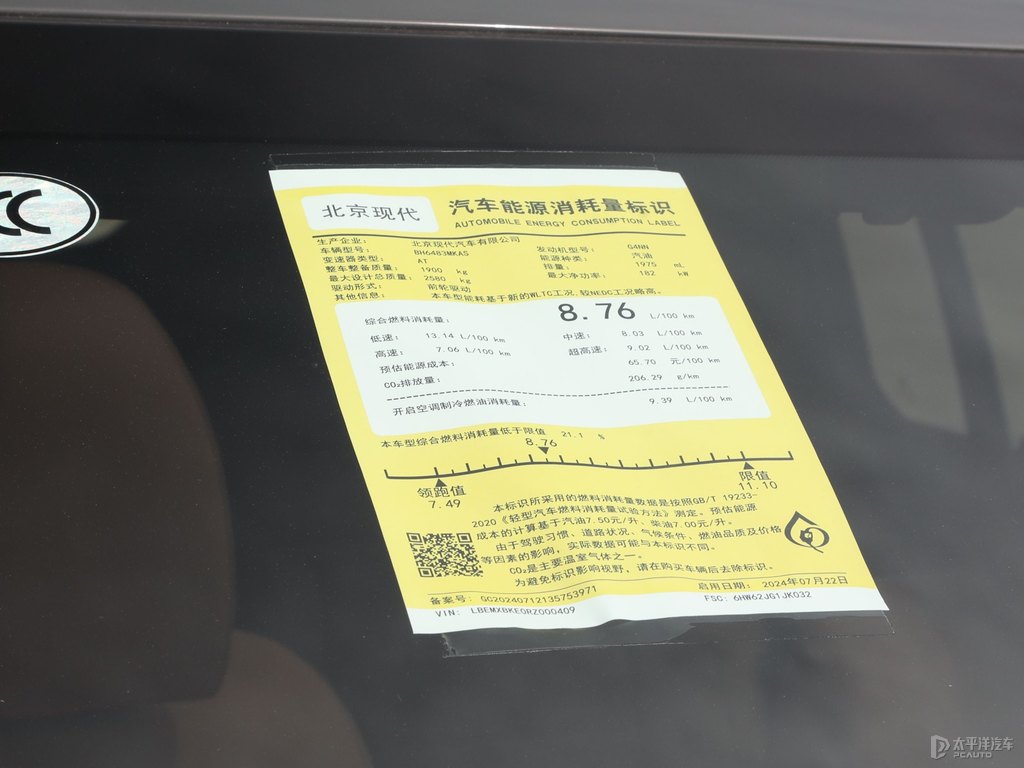 CC
北京现代
汽车能源消耗量标识
AUTOMOBILE ENERGY CONSUMPTION LABEL
生产企业: 北京现代汽车有限公司
车辆型号: BH6483MKAS 发动机型号: G4NN
变速器类型: AT 能源种类: 汽油
整车整备质量: 1900 kg 排量: 1975 mL
最大设计总质量: 2580 kg 最大净功率: 182 kW
驱动形式: 前轮驱动
其他信息: 本车型能耗基于新的WLTC工况,较NEDC工况略高。
综合燃料消耗量: 8.76 L/100 km
低速: 13.14 L/100 km 中速: 8.03 L/100 km
高速: 7.06 L/100 km 超高速: 9.02 L/100 km
预估能源成本: 65.70 元/100 km
CO₂排放量: 206.29 g/km
开启空调制冷燃油消耗量: 9.39 L/100 km
本车型综合燃料消耗量低于限值 21.1 %
8.76
领跑值 限值
7.49 11.10
本标识所采用的燃料消耗量数据是按照GB/T 19233-
2020《轻型汽车燃料消耗量试验方法》测定。预估能源
成本的计算基于汽油7.50元/升、柴油7.00元/升。
由于驾驶习惯、道路状况、气候条件、燃油品质及价格
等因素的影响,实际数据可能与本标识不同。
CO₂是主要温室气体之一。
为避免标识影响视野,请在购买车辆后去除标识。
备案号: GC20240712135753971 启用日期: 2024年07月22日
VIN: LBEMXBKE0RZ000409 FSC: 6HW62JG1JK032
太平洋汽车
PCAUTO